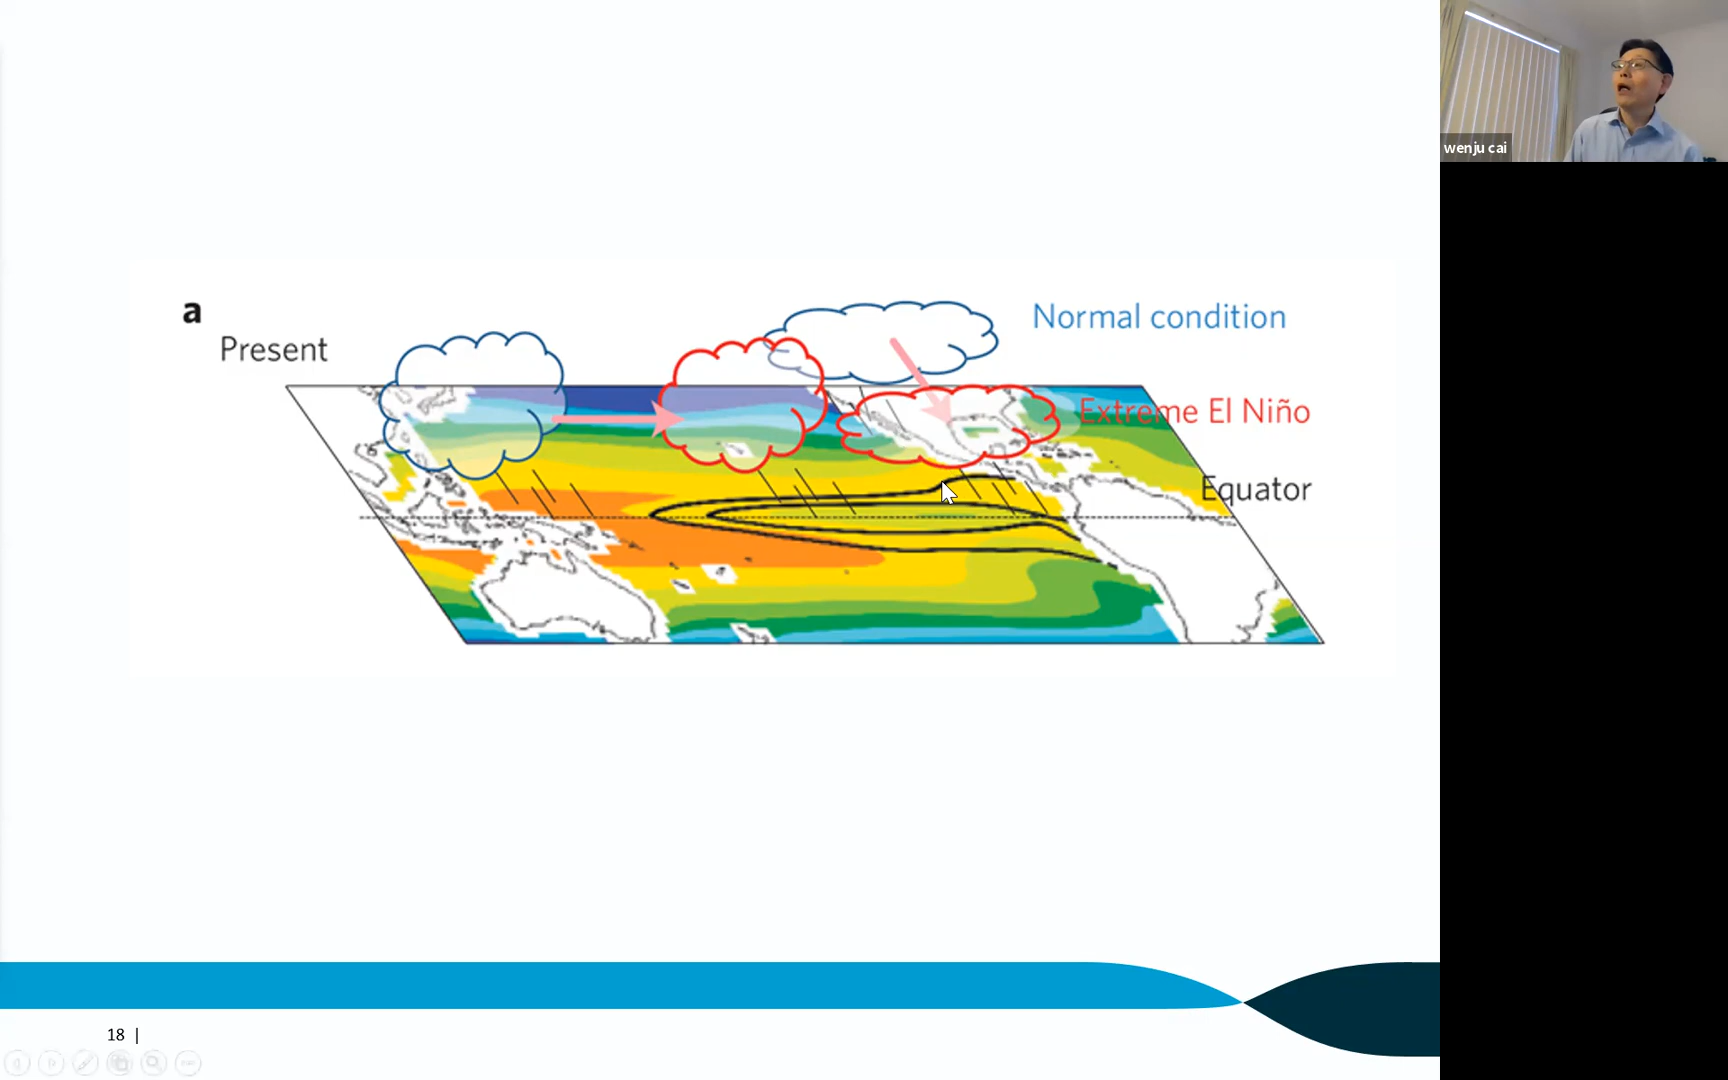 a
Present
Normal condition
Extreme El Niño
Equator
18 |
wenju cai